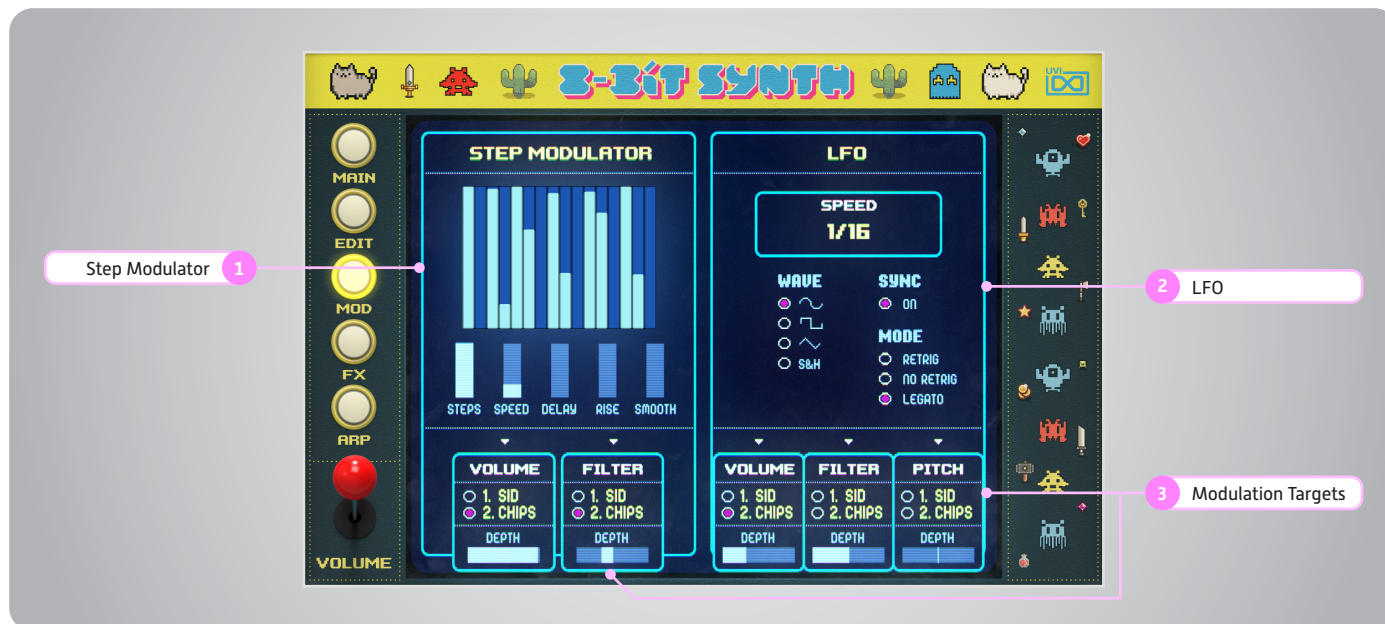 8-Bit SYNTH
UVI
MAIN
EDIT
MOD
FX
ARP
VOLUME
STEP MODULATOR
STEPS SPEED DELAY RISE SMOOTH
VOLUME
1. SID
2. CHIPS
DEPTH
FILTER
1. SID
2. CHIPS
DEPTH
LFO
SPEED
1/16
WAVE
S&H
SYNC
ON
MODE
RETRIG
NO RETRIG
LEGATO
VOLUME
1. SID
2. CHIPS
DEPTH
FILTER
1. SID
2. CHIPS
DEPTH
PITCH
1. SID
2. CHIPS
DEPTH
Step Modulator 1
2 LFO
3 Modulation Targets